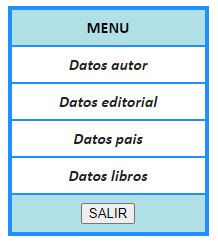 MENU
Datos autor
Datos editorial
Datos pais
Datos libros
SALIR